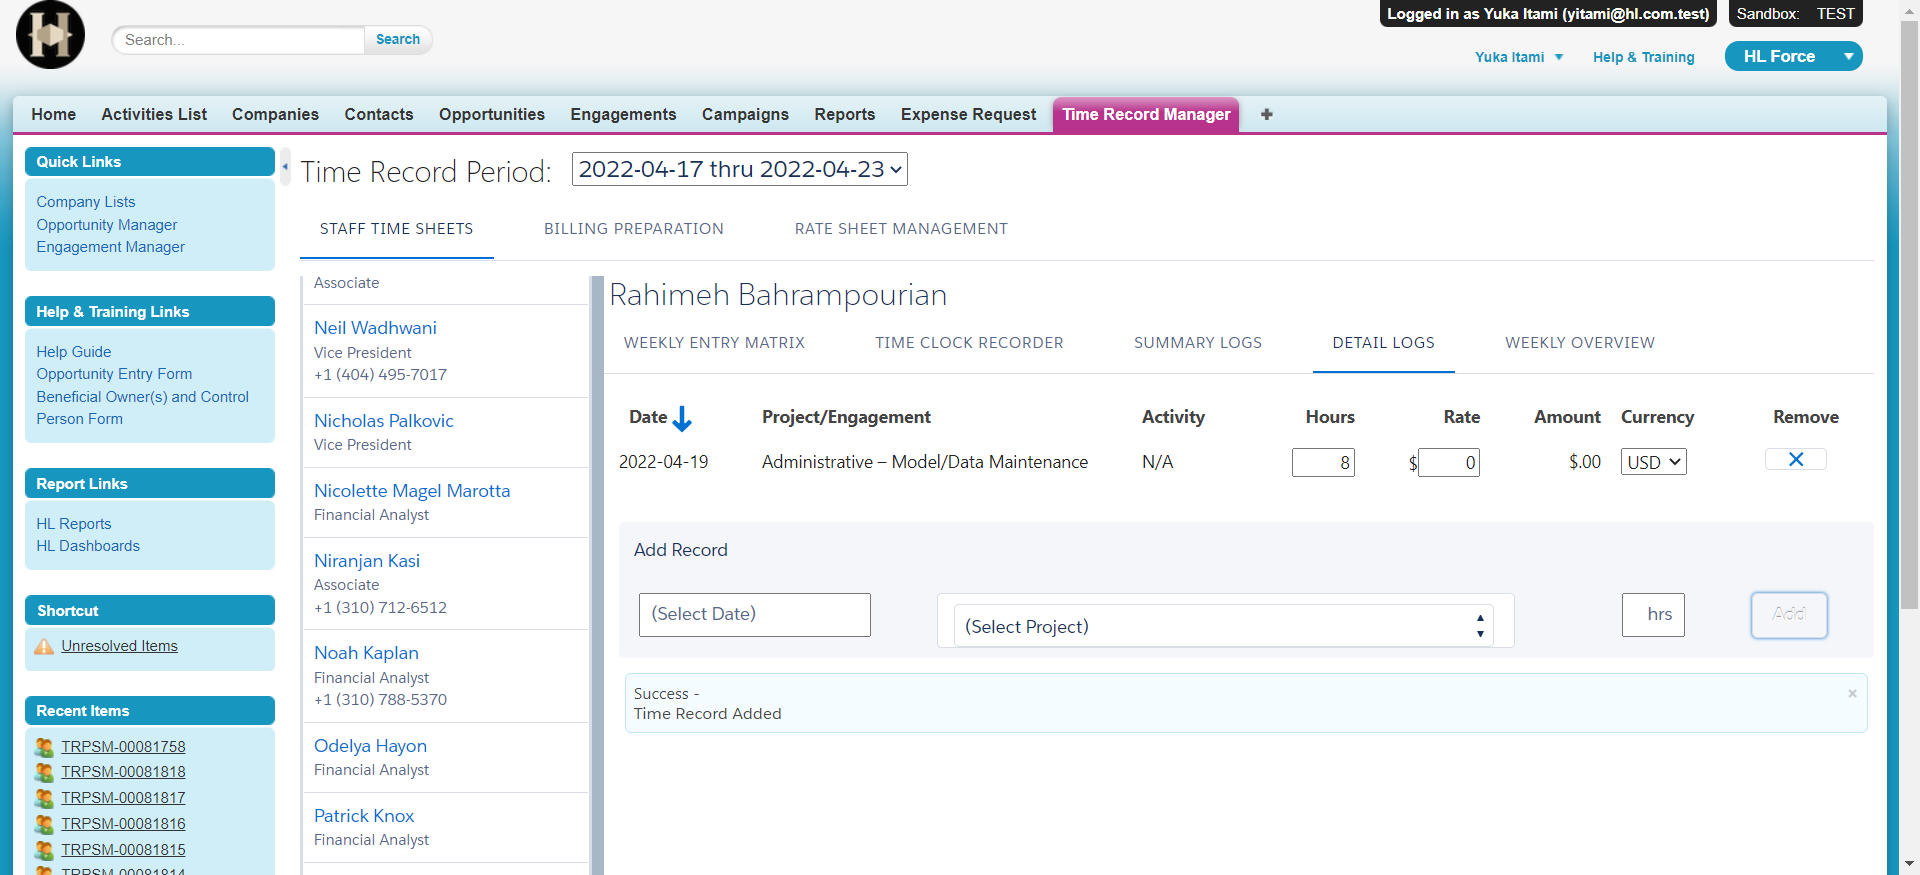 Logged in as Yuka Itami (yitami@hl.com.test)
Sandbox: TEST
H
Search...
Search
Yuka Itami
Help & Training
HL Force
Home
Activities List
Companies
Contacts
Opportunities
Engagements
Campaigns
Reports
Expense Request
Time Record Manager
+
Quick Links
Company Lists
Opportunity Manager
Engagement Manager
Help & Training Links
Help Guide
Opportunity Entry Form
Beneficial Owner(s) and Control
Person Form
Report Links
HL Reports
HL Dashboards
Shortcut
Unresolved Items
Recent Items
TRPSM-00081758
TRPSM-00081818
TRPSM-00081817
TRPSM-00081816
TRPSM-00081815
TRPSM-00081814
Time Record Period: 2022-04-17 thru 2022-04-23
STAFF TIME SHEETS
BILLING PREPARATION
RATE SHEET MANAGEMENT
Associate
Neil Wadhwani
Vice President
+1 (404) 495-7017
Nicholas Palkovic
Vice President
Nicolette Magel Marotta
Financial Analyst
Niranjan Kasi
Associate
+1 (310) 712-6512
Noah Kaplan
Financial Analyst
+1 (310) 788-5370
Odelya Hayon
Financial Analyst
Patrick Knox
Financial Analyst
Rahimeh Bahrampourian
WEEKLY ENTRY MATRIX
TIME CLOCK RECORDER
SUMMARY LOGS
DETAIL LOGS
WEEKLY OVERVIEW
Date Project/Engagement Activity Hours Rate Amount Currency Remove
2022-04-19 Administrative – Model/Data Maintenance N/A 8 $ 0 $.00 USD
Add Record
(Select Date)
(Select Project)
hrs
Add
Success -
Time Record Added
×